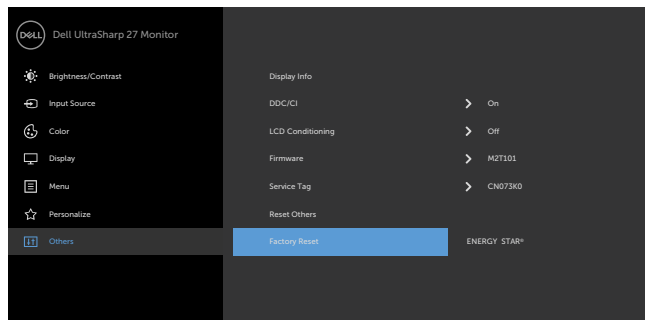 DELL Dell UltraSharp 27 Monitor
Brightness/Contrast Display Info
Input Source DDC/CI On
Color LCD Conditioning Off
Display Firmware M2T101
Menu Service Tag CN073K0
Personalize Reset Others
Others Factory Reset ENERGY STAR®